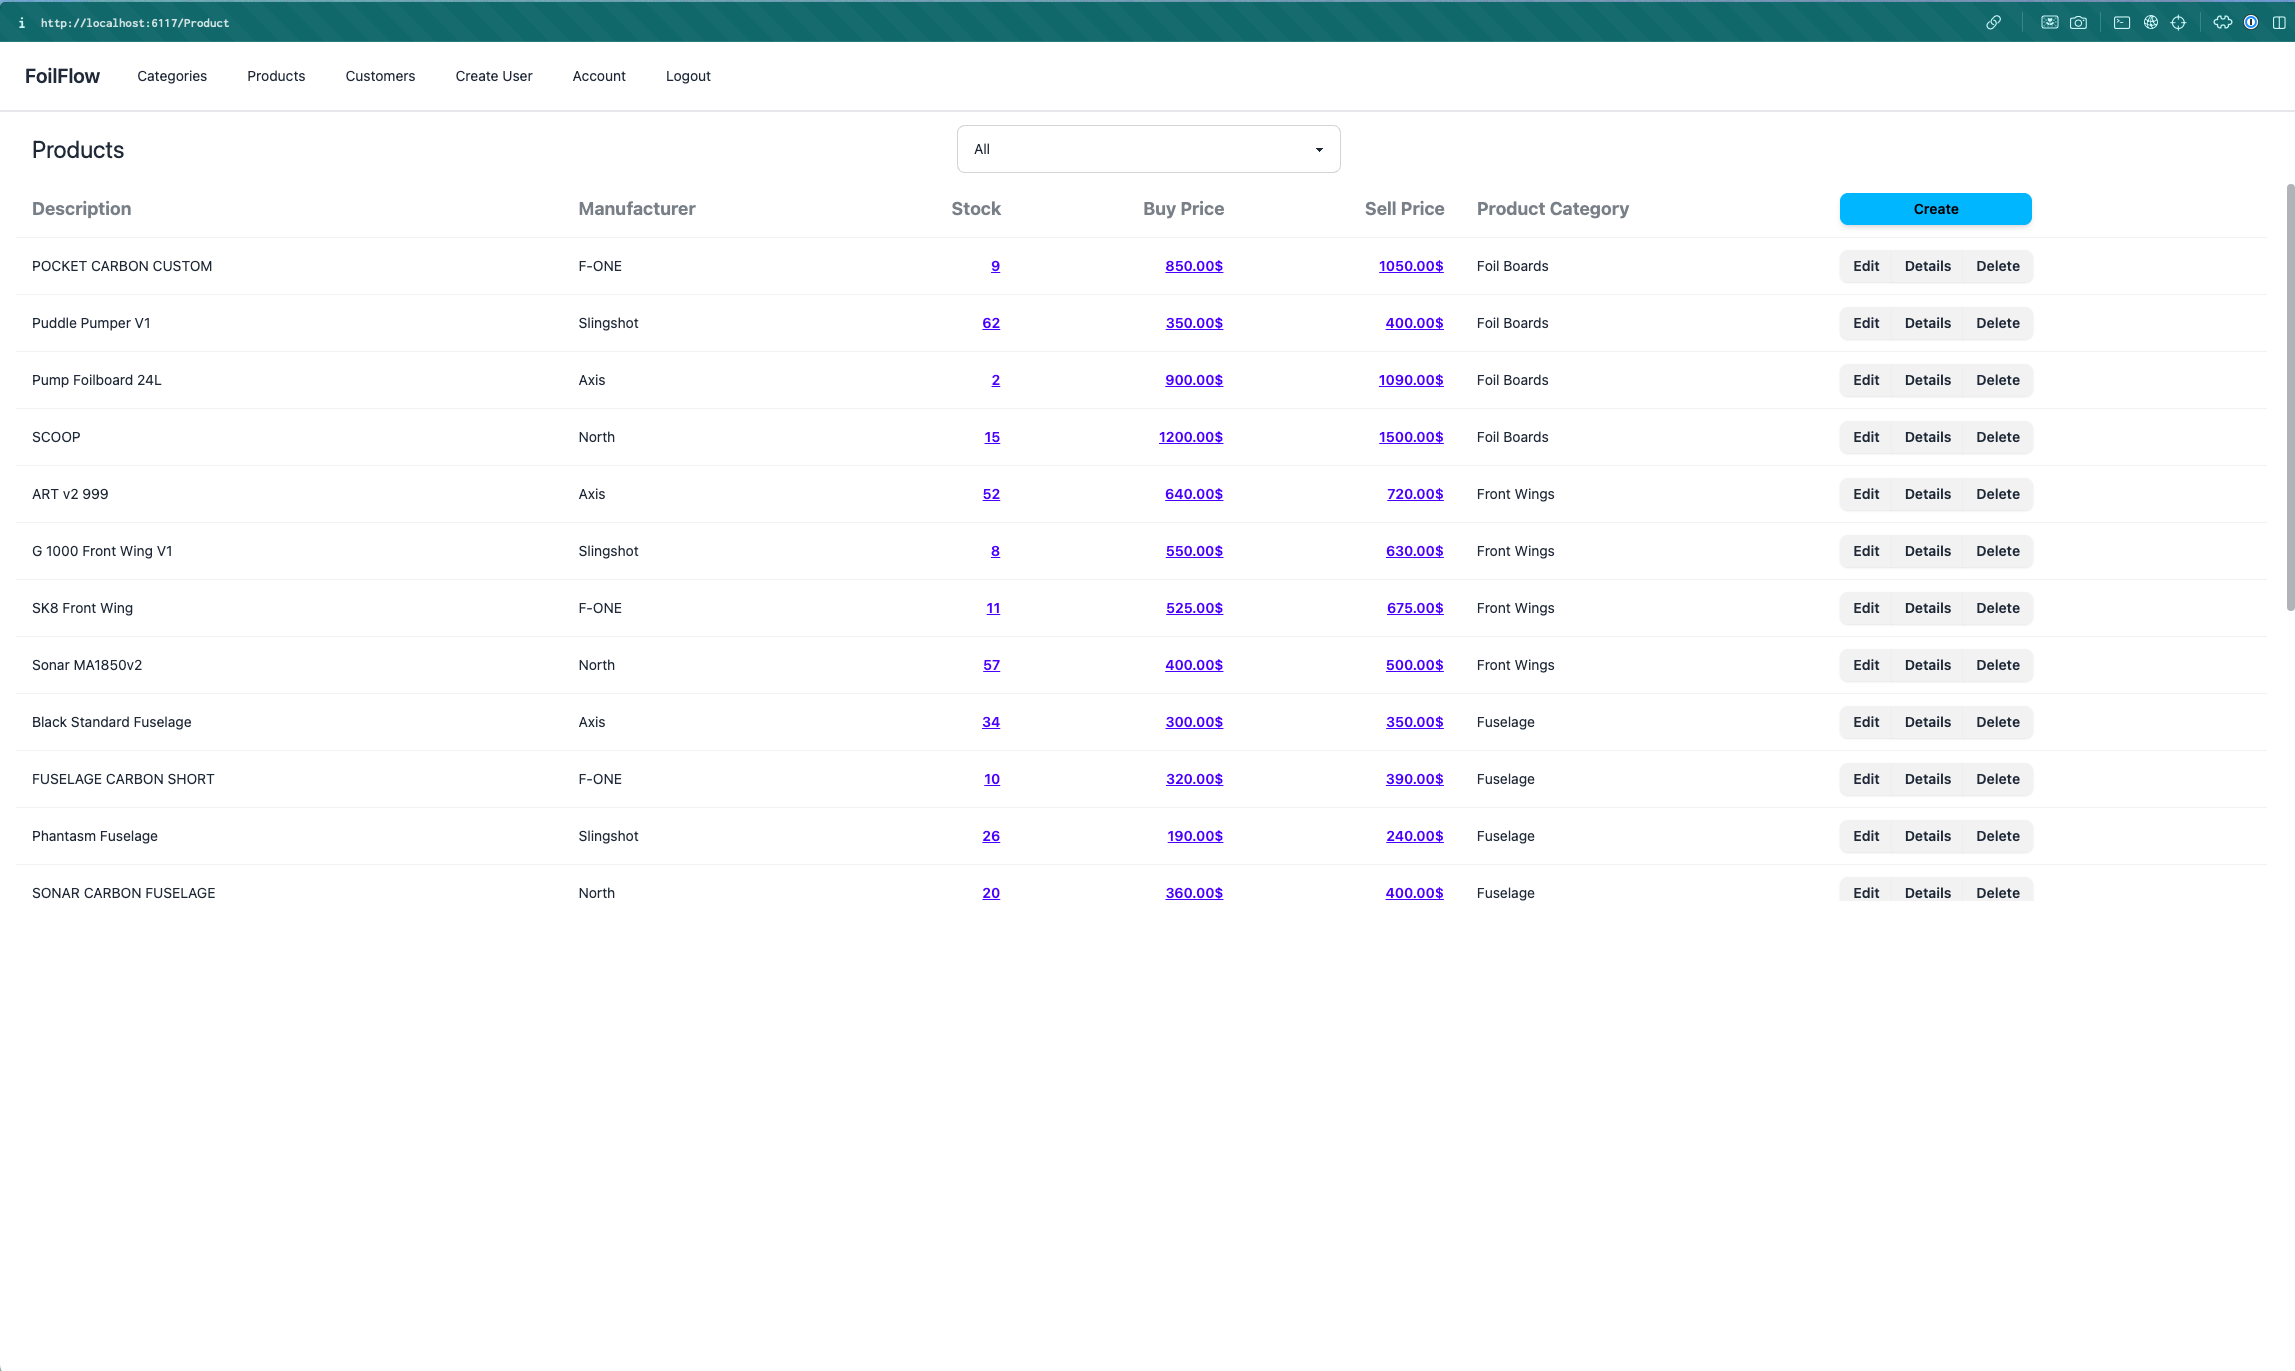 i http://localhost:6117/Product
FoilFlow Categories Products Customers Create User Account Logout
Products All
Description Manufacturer Stock Buy Price Sell Price Product Category Create
POCKET CARBON CUSTOM F-ONE 9 850.00$ 1050.00$ Foil Boards Edit Details Delete
Puddle Pumper V1 Slingshot 62 350.00$ 400.00$ Foil Boards Edit Details Delete
Pump Foilboard 24L Axis 2 900.00$ 1090.00$ Foil Boards Edit Details Delete
SCOOP North 15 1200.00$ 1500.00$ Foil Boards Edit Details Delete
ART v2 999 Axis 52 640.00$ 720.00$ Front Wings Edit Details Delete
G 1000 Front Wing V1 Slingshot 8 550.00$ 630.00$ Front Wings Edit Details Delete
SK8 Front Wing F-ONE 11 525.00$ 675.00$ Front Wings Edit Details Delete
Sonar MA1850v2 North 57 400.00$ 500.00$ Front Wings Edit Details Delete
Black Standard Fuselage Axis 34 300.00$ 350.00$ Fuselage Edit Details Delete
FUSELAGE CARBON SHORT F-ONE 10 320.00$ 390.00$ Fuselage Edit Details Delete
Phantasm Fuselage Slingshot 26 190.00$ 240.00$ Fuselage Edit Details Delete
SONAR CARBON FUSELAGE North 20 360.00$ 400.00$ Fuselage Edit Details Delete